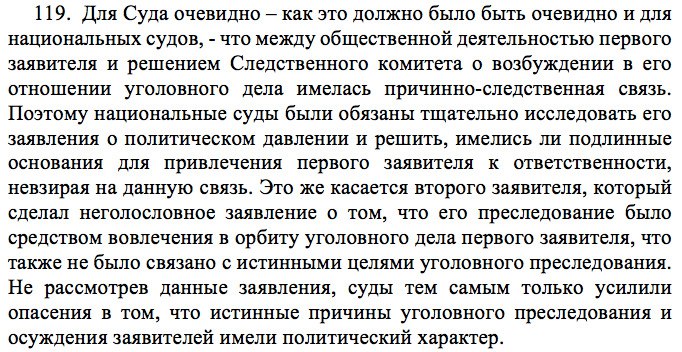 119. Для Суда очевидно – как это должно было быть очевидно и для
национальных судов, - что между общественной деятельностью первого
заявителя и решением Следственного комитета о возбуждении в его
отношении уголовного дела имелась причинно-следственная связь.
Поэтому национальные суды были обязаны тщательно исследовать его
заявления о политическом давлении и решить, имелись ли подлинные
основания для привлечения первого заявителя к ответственности,
невзирая на данную связь. Это же касается второго заявителя, который
сделал неголословное заявление о том, что его преследование было
средством вовлечения в орбиту уголовного дела первого заявителя, что
также не было связано с истинными целями уголовного преследования.
Не рассмотрев данные заявления, суды тем самым только усилили
опасения в том, что истинные причины уголовного преследования и
осуждения заявителей имели политический характер.